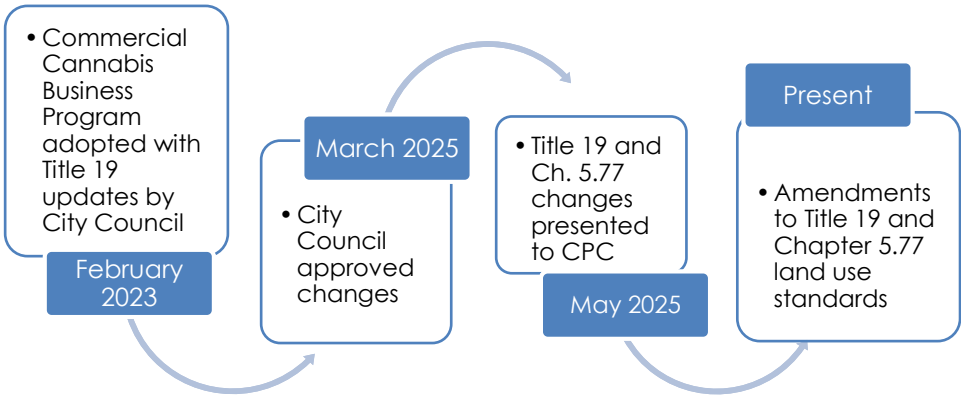 • Commercial
Cannabis
Business
Program
adopted with
Title 19
updates by
City Council
February
2023
March 2025
• City
Council
approved
changes
• Title 19 and
Ch. 5.77
changes
presented
to CPC
May 2025
Present
• Amendments
to Title 19 and
Chapter 5.77
land use
standards